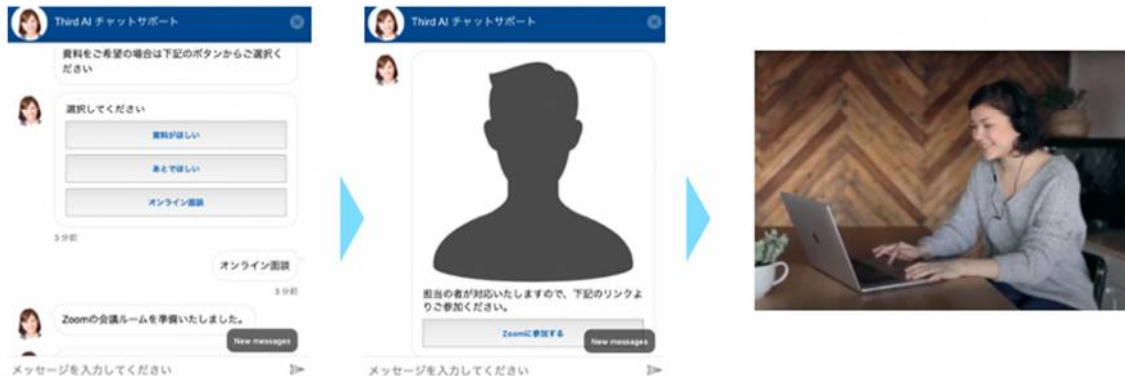 Third AI チャットサポート
資料をご希望の場合は下記のボタンからご選択く
ださい
選択してください
資料がほしい
あとでほしい
オンライン面談
3分前
オンライン面談
3分前
Zoomの会議ルームを準備いたしました。
New messages
メッセージを入力してください
Third AI チャットサポート
担当の者が対応いたしますので、下記のリンクよ
りご参加ください。
Zoomに参加する
New messages
メッセージを入力してください